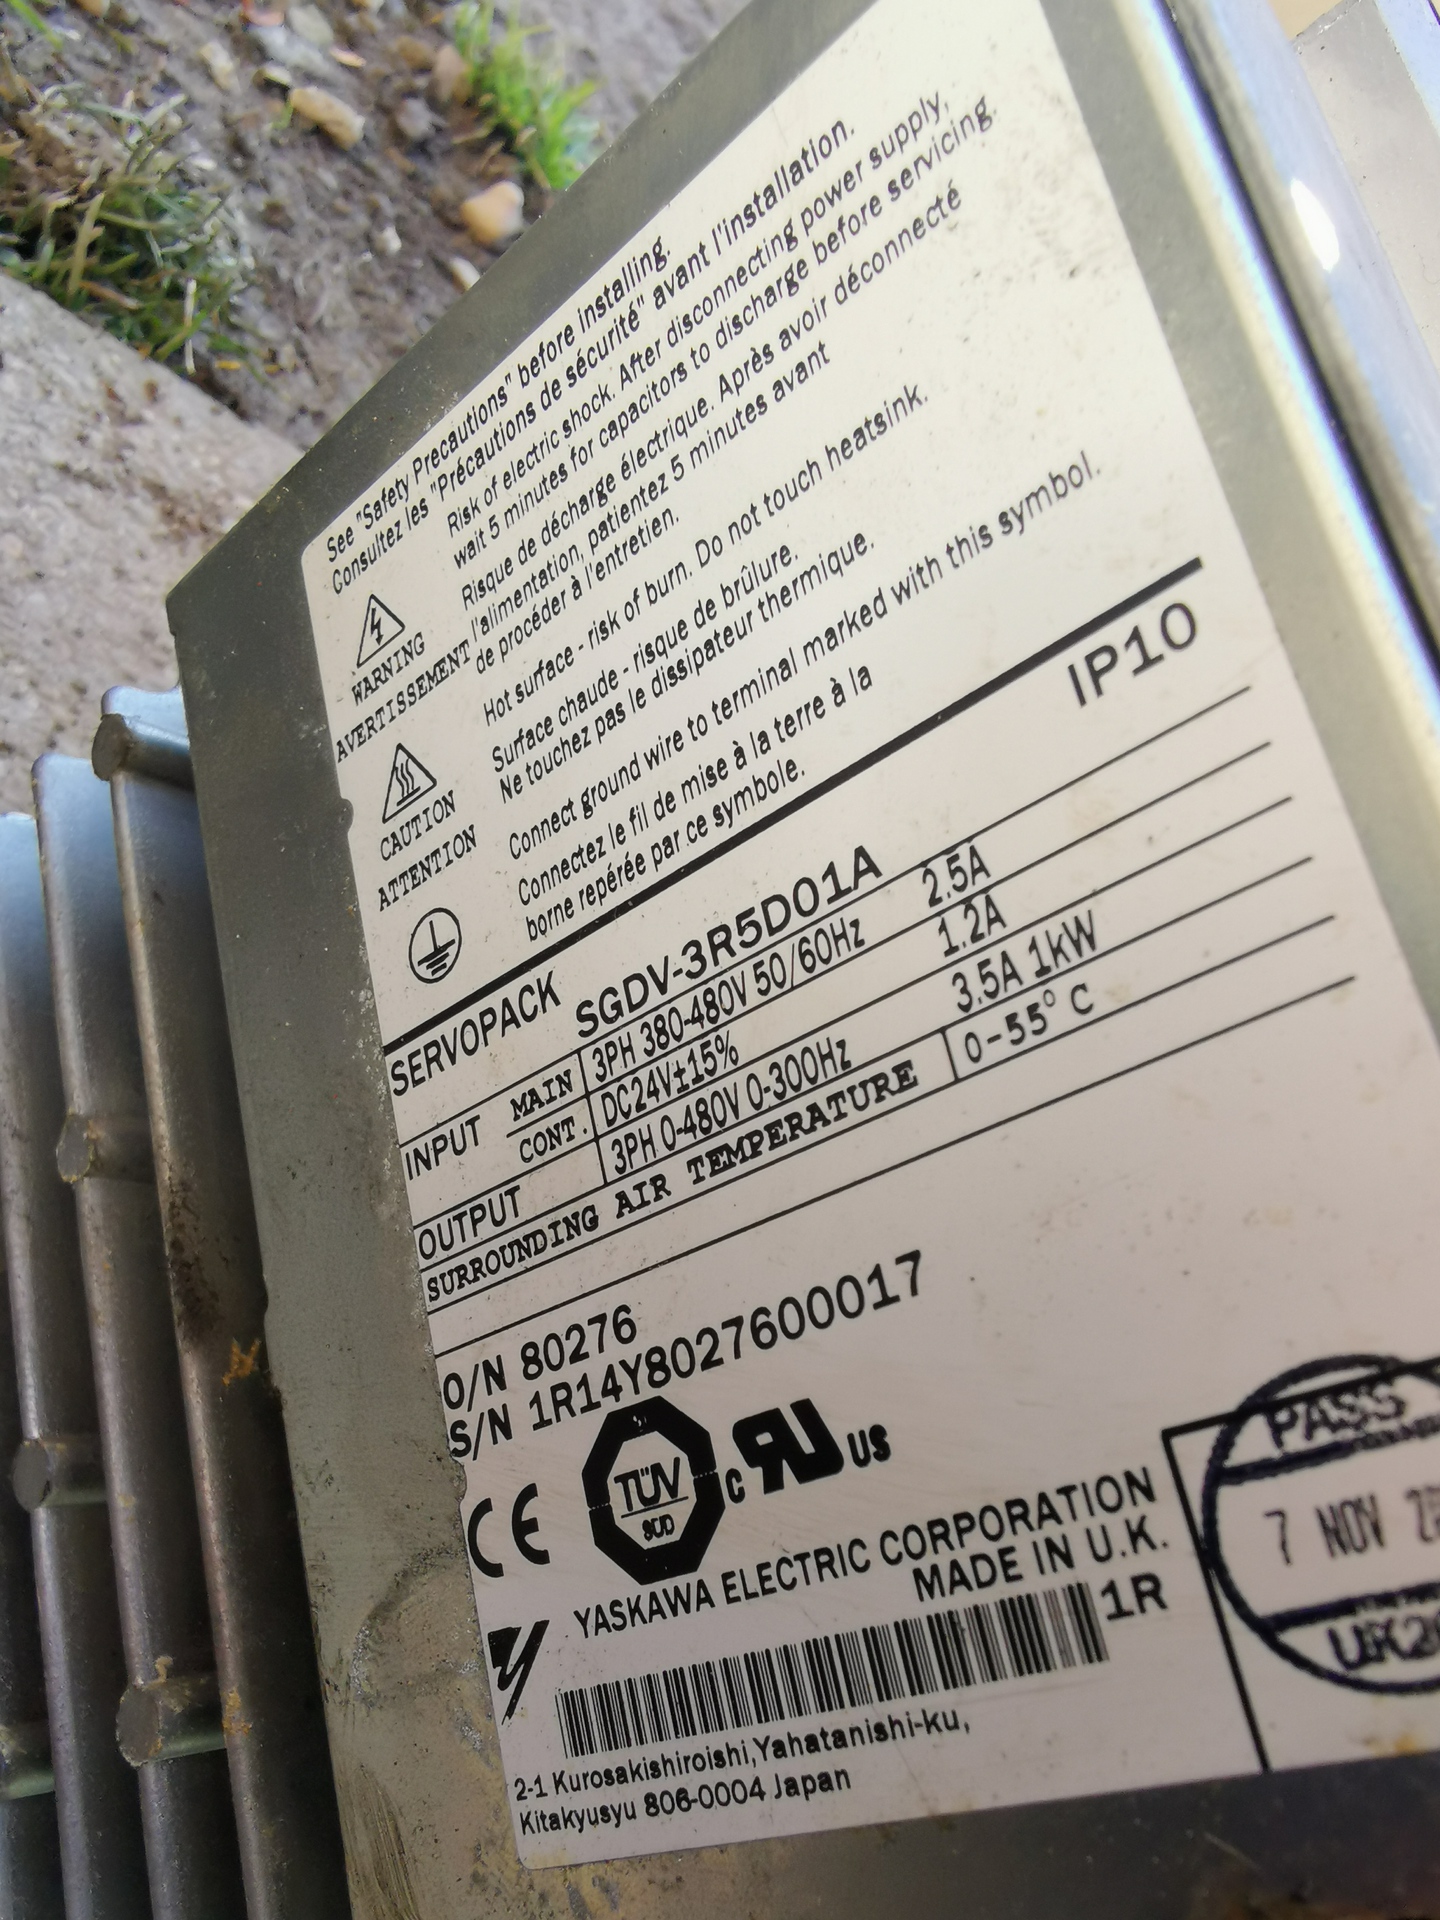 See "Safety Precautions" before installing.
Consultez les "Précautions de sécurité" avant l'installation.
WARNING
AVERTISSEMENT
Risk of electric shock. After disconnecting power supply,
wait 5 minutes for capacitors to discharge before servicing.
Risque de décharge électrique. Après avoir déconnecté
l'alimentation, patientez 5 minutes avant
de procéder à l'entretien.
CAUTION
ATTENTION
Hot surface - risk of burn. Do not touch heatsink.
Surface chaude - risque de brûlure.
Ne touchez pas le dissipateur thermique.
Connect ground wire to terminal marked with this symbol.
Connectez le fil de mise à la terre à la
borne repérée par ce symbole.
IP10
SERVOPACK SGDV-3R5D01A
INPUT MAIN 3PH 380-480V 50/60Hz 2.5A
CONT. DC24V±15% 1.2A
OUTPUT 3PH 0-480V 0-300Hz 3.5A 1kW
SURROUNDING AIR TEMPERATURE 0-55° C
O/N 80276
S/N 1R14Y8027600017
CE TÜV SÜD c RU US
YASKAWA ELECTRIC CORPORATION
MADE IN U.K.
1R
2-1 Kurosakishiroishi,Yahatanishi-ku,
Kitakyusyu 806-0004 Japan
PASS
7 NOV